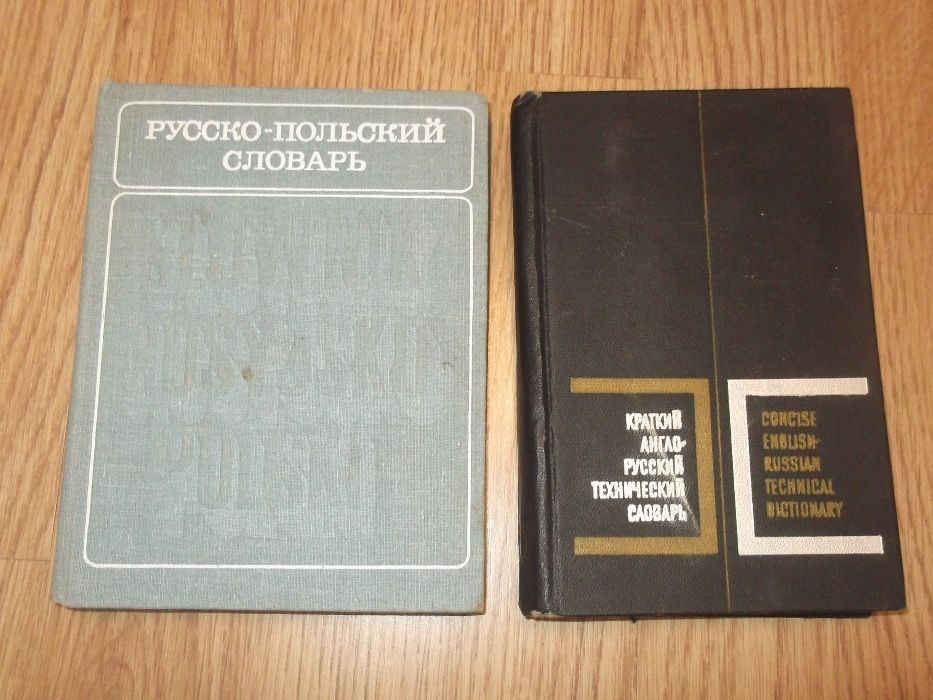 РУССКО-ПОЛЬСКИЙ
СЛОВАРЬ
КРАТКИЙ
АНГЛО-
РУССКИЙ
ТЕХНИЧЕСКИЙ
СЛОВАРЬ
CONCISE
ENGLISH-
RUSSIAN
TECHNICAL
DICTIONARY